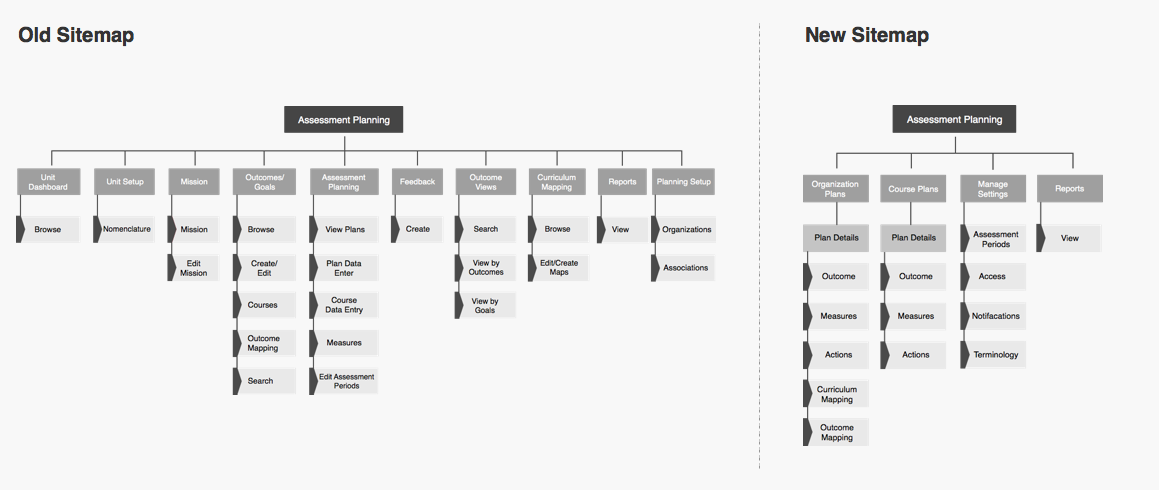 Old Sitemap
Assessment Planning
Unit
Dashboard
Browse
Unit Setup
Nomenclature
Mission
Mission
Edit
Mission
Outcomes/
Goals
Browse
Create/
Edit
Courses
Outcome
Mapping
Search
Assessment
Planning
View Plans
Plan Data
Enter
Course
Data Entry
Measures
Edit Assessment
Periods
Feedback
Create
Outcome
Views
Search
View by
Outcomes
View by
Goals
Curriculum
Mapping
Browse
Edit/Create
Maps
Reports
View
Planning Setup
Organizations
Associations
New Sitemap
Assessment Planning
Organization
Plans
Plan Details
Outcome
Measures
Actions
Curriculum
Mapping
Outcome
Mapping
Course Plans
Plan Details
Outcome
Measures
Actions
Manage
Settings
Assessment
Periods
Access
Notifacations
Terminology
Reports
View